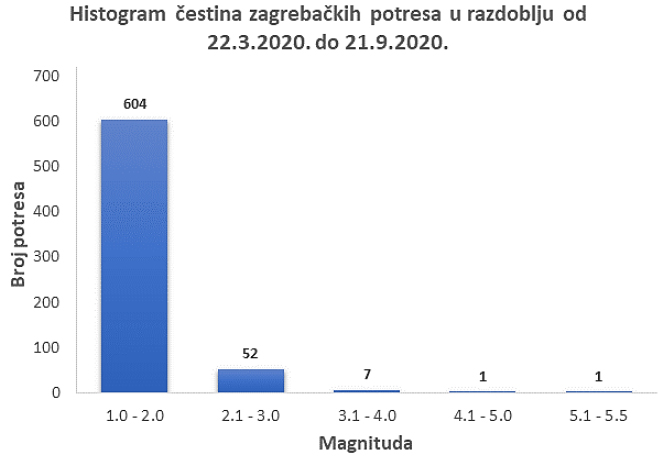 Histogram čestina zagrebačkih potresa u razdoblju od
22.3.2020. do 21.9.2020.
700
600
500
400
300
200
100
0
Broj potresa
604
52
7
1
1
1.0 - 2.0
2.1 - 3.0
3.1 - 4.0
4.1 - 5.0
5.1 - 5.5
Magnituda